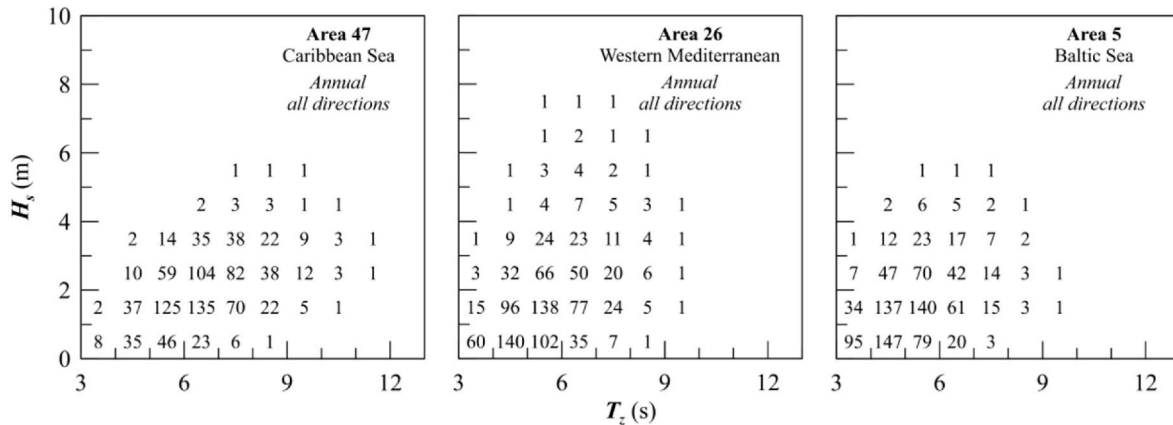 10
8
6
4
2
0
H_s (m)
Area 47
Caribbean Sea
Annual
all directions
1 1 1
2 3 3 1 1
2 14 35 38 22 9 3 1
10 59 104 82 38 12 3 1
2 37 125 135 70 22 5 1
8 35 46 23 6 1
3 6 9 12
Area 26
Western Mediterranean
Annual
all directions
1 1 1
1 2 1 1
1 3 4 2 1
1 4 7 5 3 1
1 9 24 23 11 4 1
3 32 66 50 20 6 1
15 96 138 77 24 5 1
60 140 102 35 7 1
3 6 9 12
T_z (s)
Area 5
Baltic Sea
Annual
all directions
1 1 1
2 6 5 2 1
1 12 23 17 7 2
7 47 70 42 14 3 1
34 137 140 61 15 3 1
95 147 79 20 3
3 6 9 12